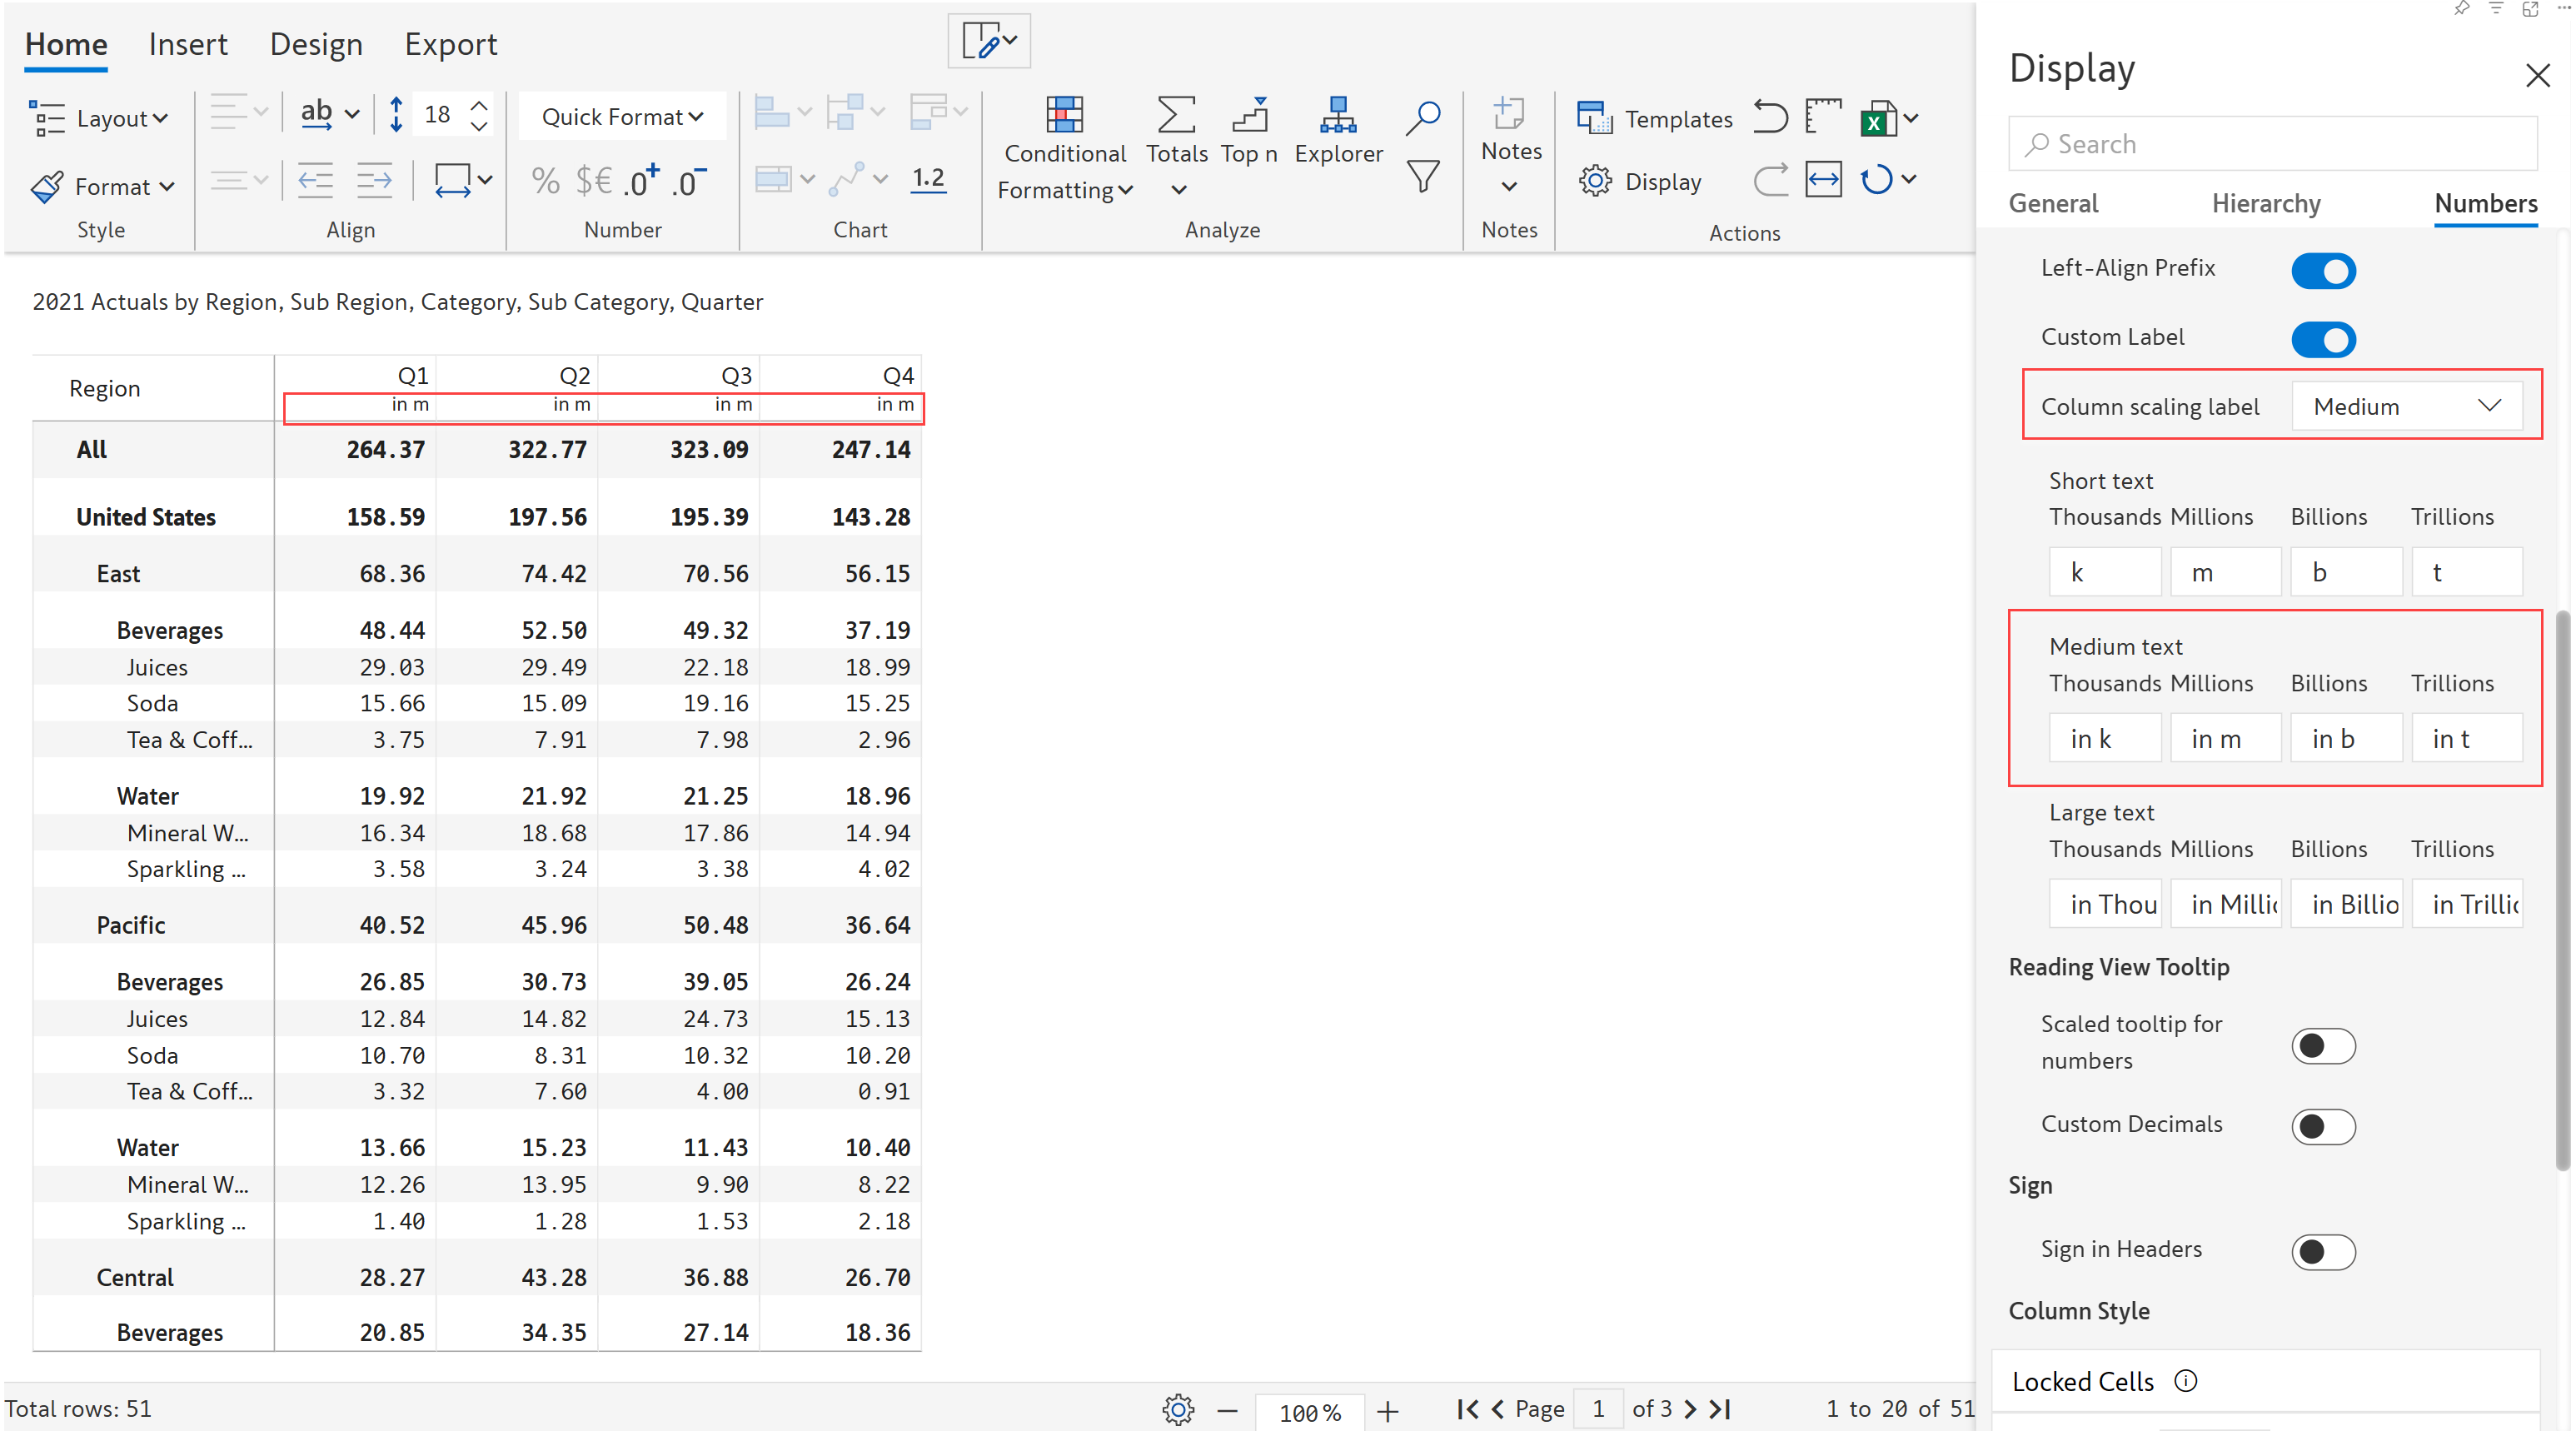 Home Insert Design Export
Layout ab 18 Quick Format
Format % $€ .0+ .0- 1.2
Conditional Formatting Totals Top n Explorer Notes Templates Display
Style Align Number Chart Analyze Notes Actions
2021 Actuals by Region, Sub Region, Category, Sub Category, Quarter
Region Q1 Q2 Q3 Q4
in m in m in m in m
All 264.37 322.77 323.09 247.14
United States 158.59 197.56 195.39 143.28
East 68.36 74.42 70.56 56.15
Beverages 48.44 52.50 49.32 37.19
Juices 29.03 29.49 22.18 18.99
Soda 15.66 15.09 19.16 15.25
Tea & Coff... 3.75 7.91 7.98 2.96
Water 19.92 21.92 21.25 18.96
Mineral W... 16.34 18.68 17.86 14.94
Sparkling ... 3.58 3.24 3.38 4.02
Pacific 40.52 45.96 50.48 36.64
Beverages 26.85 30.73 39.05 26.24
Juices 12.84 14.82 24.73 15.13
Soda 10.70 8.31 10.32 10.20
Tea & Coff... 3.32 7.60 4.00 0.91
Water 13.66 15.23 11.43 10.40
Mineral W... 12.26 13.95 9.90 8.22
Sparkling ... 1.40 1.28 1.53 2.18
Central 28.27 43.28 36.88 26.70
Beverages 20.85 34.35 27.14 18.36
Total rows: 51 100% Page 1 of 3 1 to 20 of 51
Display
Search
General Hierarchy Numbers
Left-Align Prefix
Custom Label
Column scaling label Medium
Short text
Thousands Millions Billions Trillions
k m b t
Medium text
Thousands Millions Billions Trillions
in k in m in b in t
Large text
Thousands Millions Billions Trillions
in Thou in Millio in Billio in Trillio
Reading View Tooltip
Scaled tooltip for
numbers
Custom Decimals
Sign
Sign in Headers
Column Style
Locked Cells